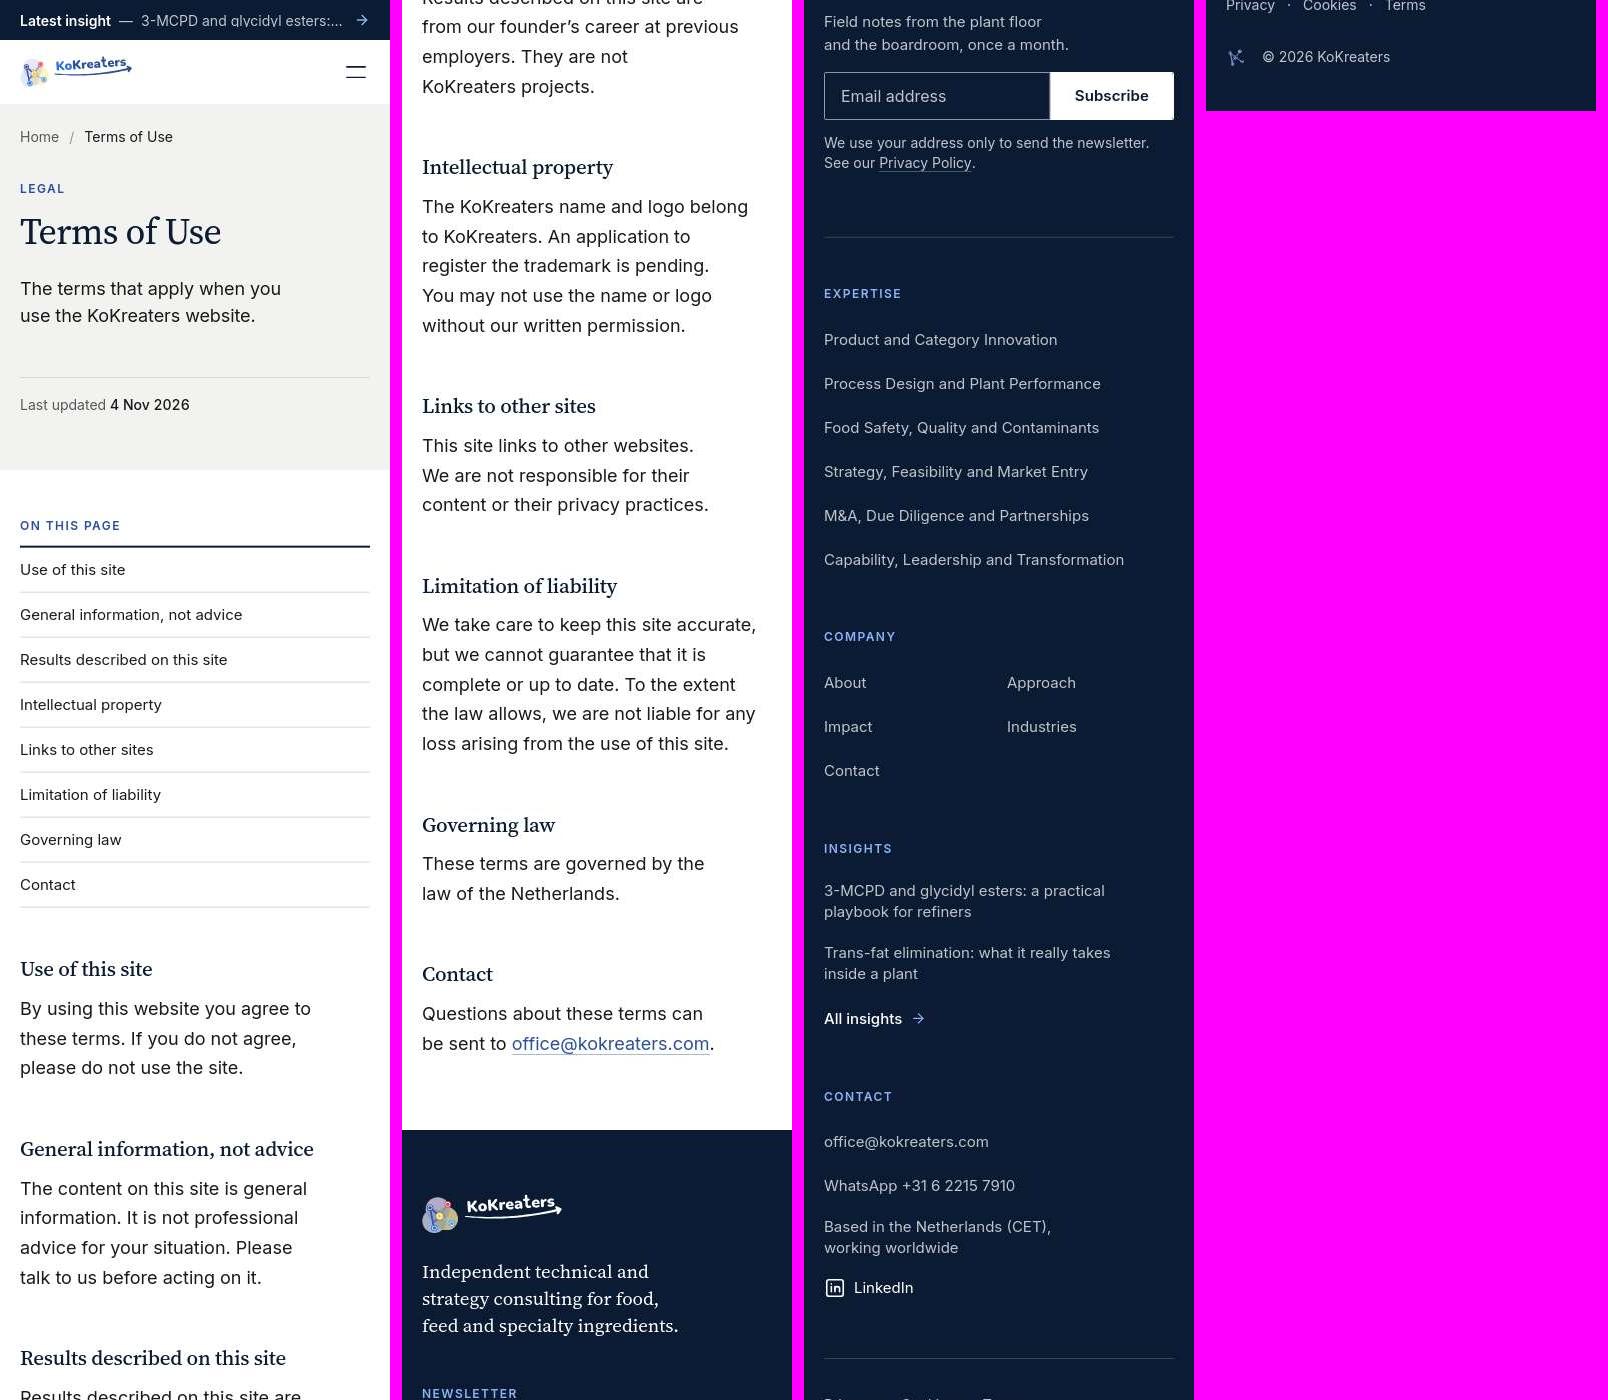 Latest insight — 3-MCPD and glycidyl esters:...
KoKreaters
Home / Terms of Use
LEGAL
Terms of Use
The terms that apply when you
use the KoKreaters website.
Last updated 4 Nov 2026
ON THIS PAGE
Use of this site
General information, not advice
Results described on this site
Intellectual property
Links to other sites
Limitation of liability
Governing law
Contact
Use of this site
By using this website you agree to
these terms. If you do not agree,
please do not use the site.
General information, not advice
The content on this site is general
information. It is not professional
advice for your situation. Please
talk to us before acting on it.
Results described on this site
Results described on this site are
from our founder’s career at previous
employers. They are not
KoKreaters projects.
Intellectual property
The KoKreaters name and logo belong
to KoKreaters. An application to
register the trademark is pending.
You may not use the name or logo
without our written permission.
Links to other sites
This site links to other websites.
We are not responsible for their
content or their privacy practices.
Limitation of liability
We take care to keep this site accurate,
but we cannot guarantee that it is
complete or up to date. To the extent
the law allows, we are not liable for any
loss arising from the use of this site.
Governing law
These terms are governed by the
law of the Netherlands.
Contact
Questions about these terms can
be sent to office@kokreaters.com.
KoKreaters
Independent technical and
strategy consulting for food,
feed and specialty ingredients.
NEWSLETTER
Field notes from the plant floor
and the boardroom, once a month.
Email address
Subscribe
We use your address only to send the newsletter.
See our Privacy Policy.
EXPERTISE
Product and Category Innovation
Process Design and Plant Performance
Food Safety, Quality and Contaminants
Strategy, Feasibility and Market Entry
M&A, Due Diligence and Partnerships
Capability, Leadership and Transformation
COMPANY
About
Approach
Impact
Industries
Contact
INSIGHTS
3-MCPD and glycidyl esters: a practical
playbook for refiners
Trans-fat elimination: what it really takes
inside a plant
All insights
CONTACT
office@kokreaters.com
WhatsApp +31 6 2215 7910
Based in the Netherlands (CET),
working worldwide
LinkedIn
Privacy · Cookies · Terms
© 2026 KoKreaters